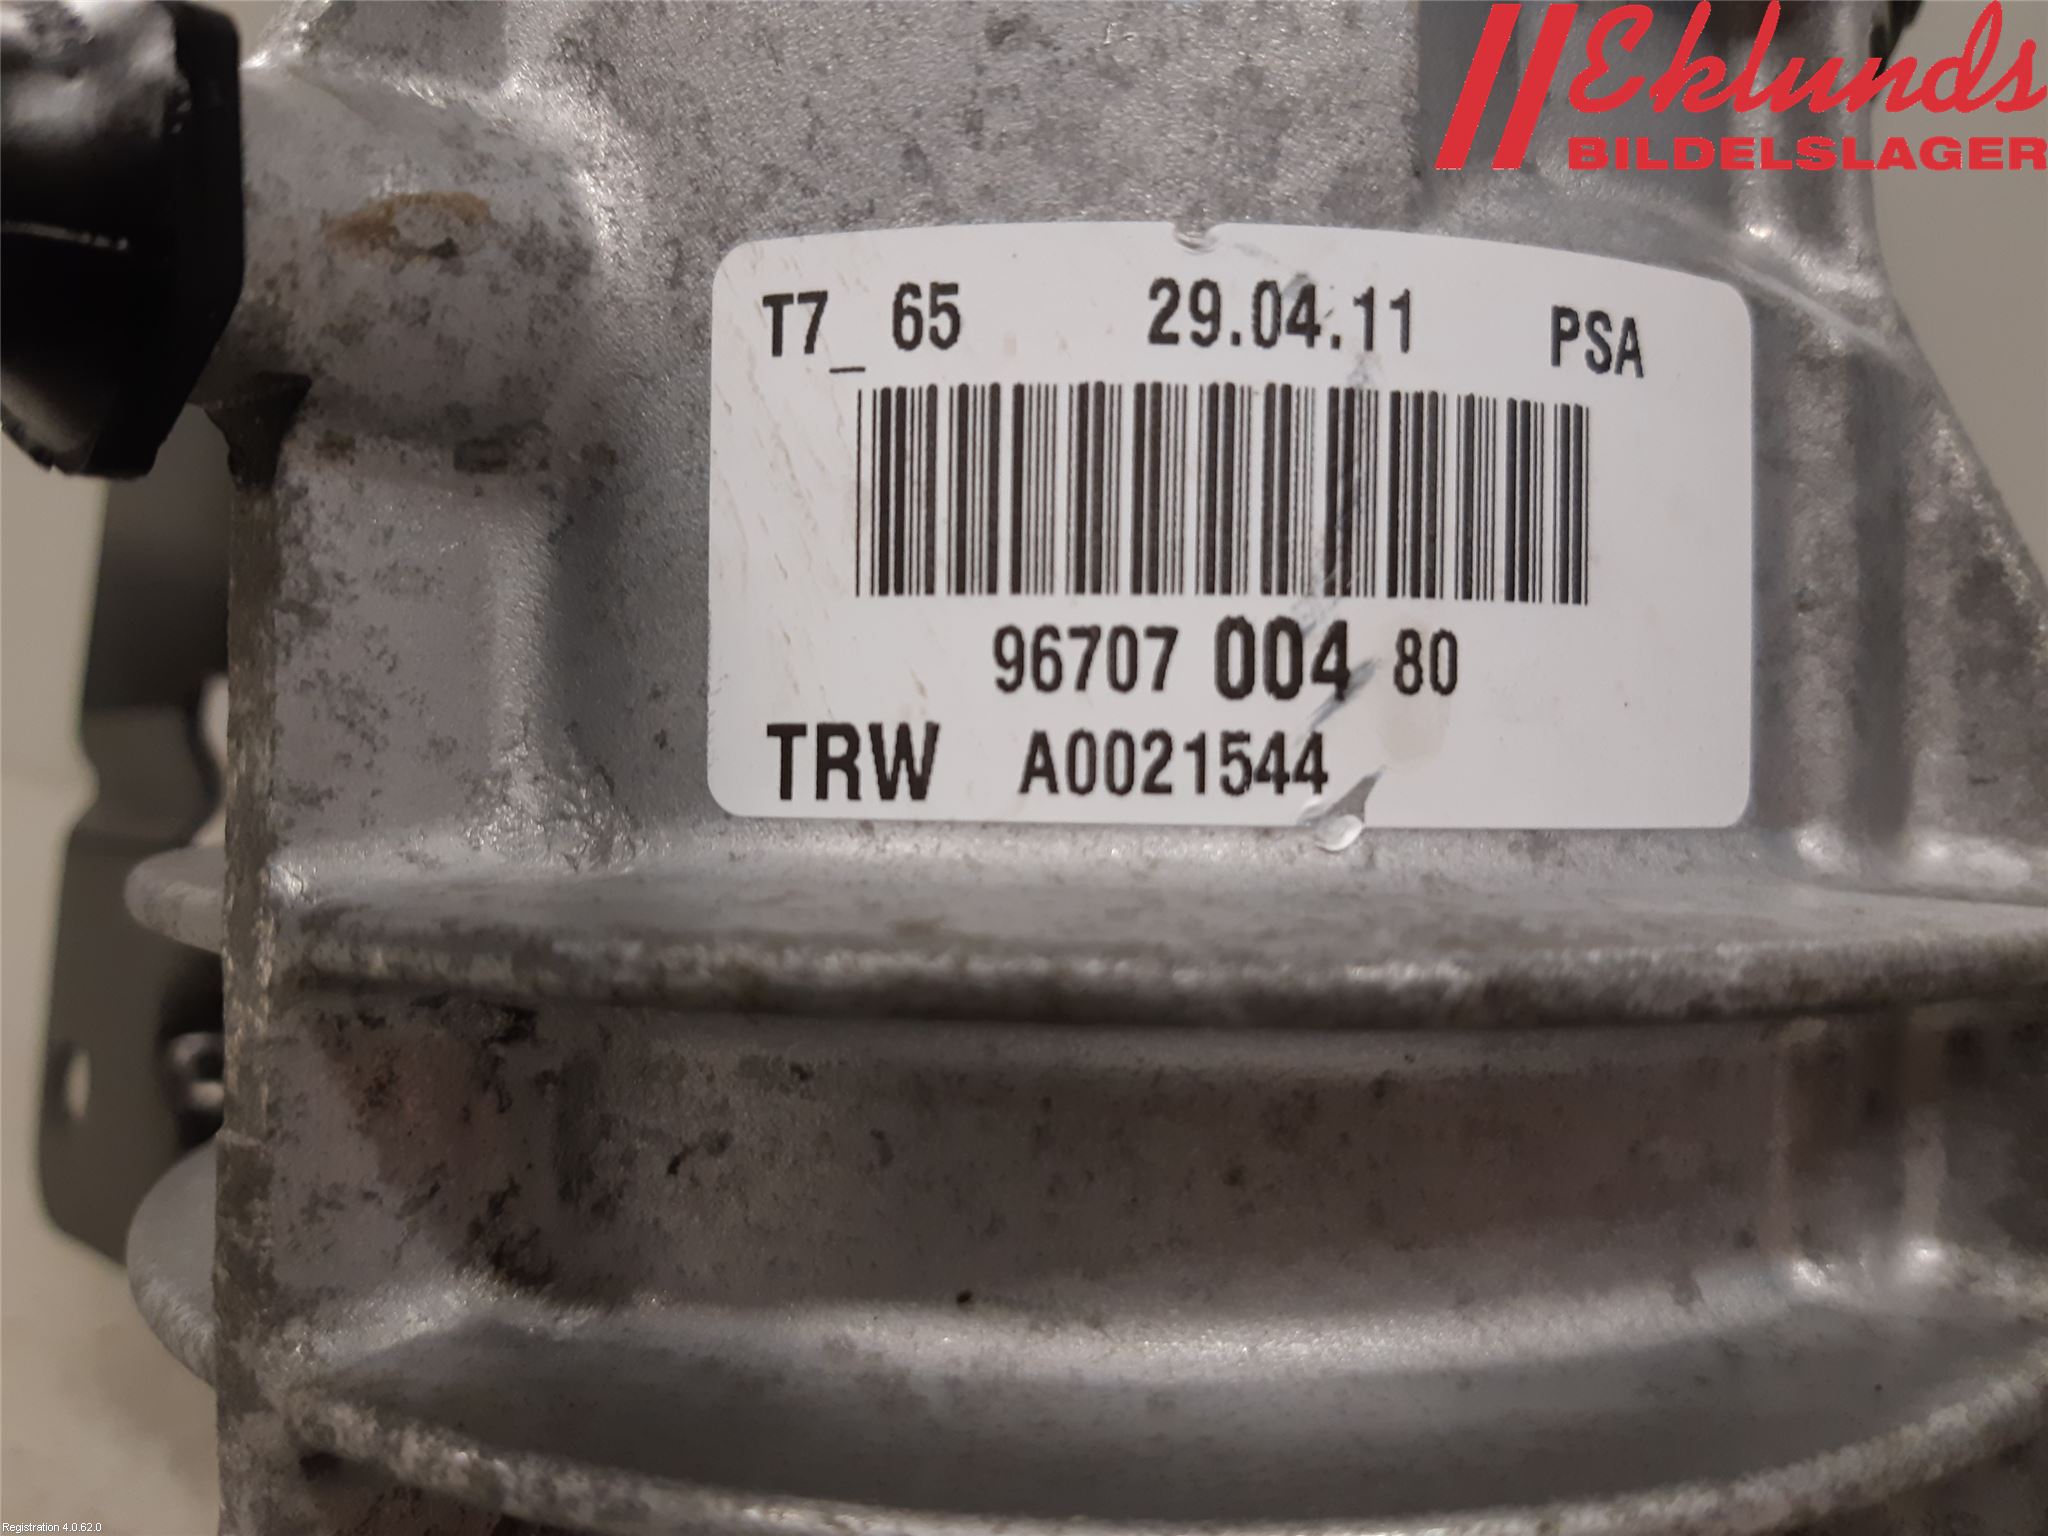 Eklunds
BILDELSLAGER
T7_ 65 29.04.11 PSA
96707 004 80
TRW A0021544
Registration 4.0.62.0